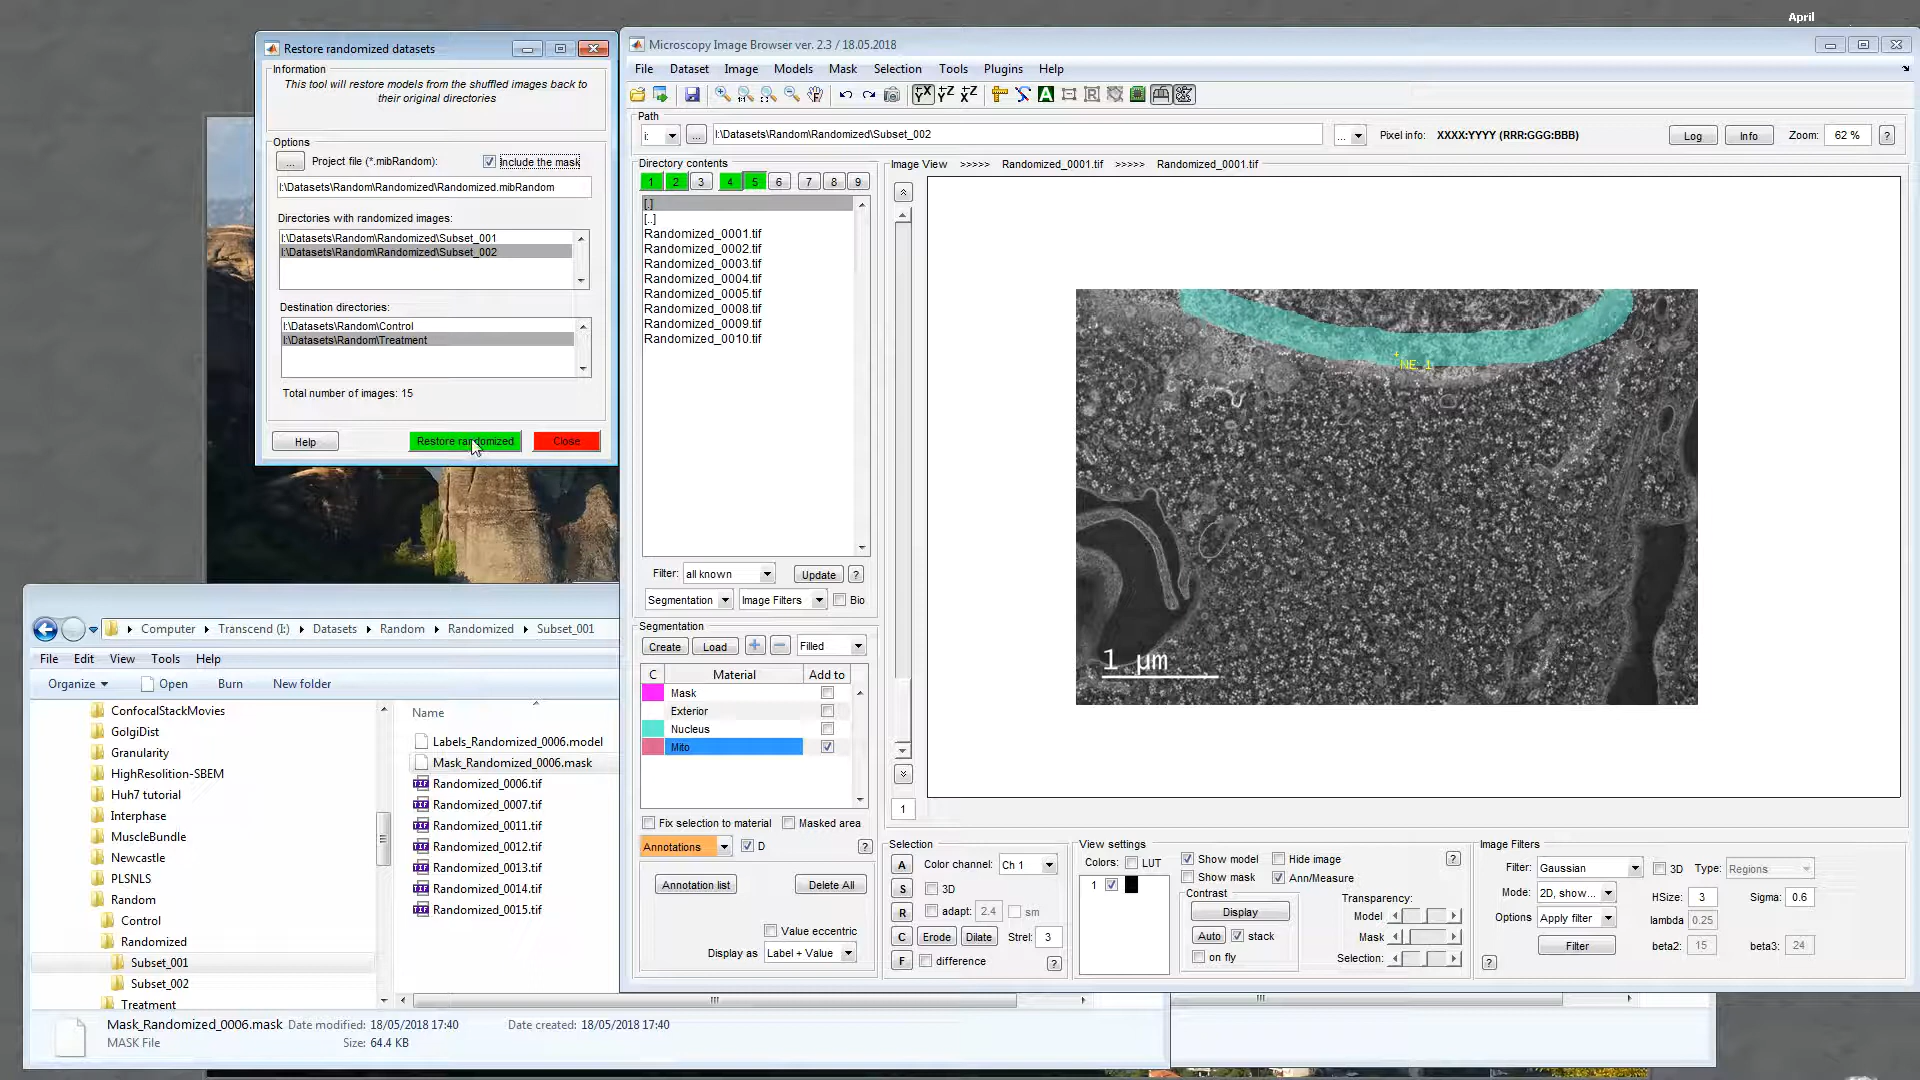 April
Restore randomized datasets
Information
This tool will restore models from the shuffled images back to
their original directories
Options
...
Project file (*.mibRandom):
include the mask
I:\Datasets\Random\Randomized\Randomized.mibRandom
Directories with randomized images:
I:\Datasets\Random\Randomized\Subset_001
I:\Datasets\Random\Randomized\Subset_002
Destination directories:
I:\Datasets\Random\Control
I:\Datasets\Random\Treatment
Total number of images: 15
Help
Restore randomized
Close
Microscopy Image Browser ver. 2.3 / 18.05.2018
File Dataset Image Models Mask Selection Tools Plugins Help
Path
i: ... I:\Datasets\Random\Randomized\Subset_002 ... Pixel info: XXXX:YYYY (RRR:GGG:BBB) Log Info Zoom: 62 % ?
Directory contents
1 2 3 4 5 6 7 8 9
[.]
[..]
Randomized_0001.tif
Randomized_0002.tif
Randomized_0003.tif
Randomized_0004.tif
Randomized_0005.tif
Randomized_0008.tif
Randomized_0009.tif
Randomized_0010.tif
Filter: all known Update ?
Segmentation Image Filters Bio
Image View >>>>> Randomized_0001.tif >>>>> Randomized_0001.tif
NE, 1
1 µm
1
Segmentation
Create Load + − Filled
C Material Add to
Mask
Exterior
Nucleus
Mito
Fix selection to material Masked area
Annotations D ?
Annotation list Delete All
Value eccentric
Display as Label + Value
Selection
A Color channel: Ch 1
S 3D
R adapt: 2.4 sm
C Erode Dilate Strel: 3
F difference ?
View settings
Colors: LUT Show model Hide image ?
1 Show mask Ann/Measure
Contrast
Display
Auto stack
on fly
Transparency:
Model
Mask
Selection:
Image Filters
Filter: Gaussian 3D Type: Regions
Mode: 2D, show... HSize: 3 Sigma: 0.6
Options Apply filter lambda 0.25
Filter beta2: 15 beta3: 24
?
Computer Transcend (I:) Datasets Random Randomized Subset_001
File Edit View Tools Help
Organize Open Burn New folder
ConfocalStackMovies
GolgiDist
Granularity
HighResolution-SBEM
Huh7 tutorial
Interphase
MuscleBundle
Newcastle
PLSNLS
Random
Control
Randomized
Subset_001
Subset_002
Treatment
Name
Labels_Randomized_0006.model
Mask_Randomized_0006.mask
Randomized_0006.tif
Randomized_0007.tif
Randomized_0011.tif
Randomized_0012.tif
Randomized_0013.tif
Randomized_0014.tif
Randomized_0015.tif
Mask_Randomized_0006.mask Date modified: 18/05/2018 17:40 Date created: 18/05/2018 17:40
MASK File Size: 64.4 KB